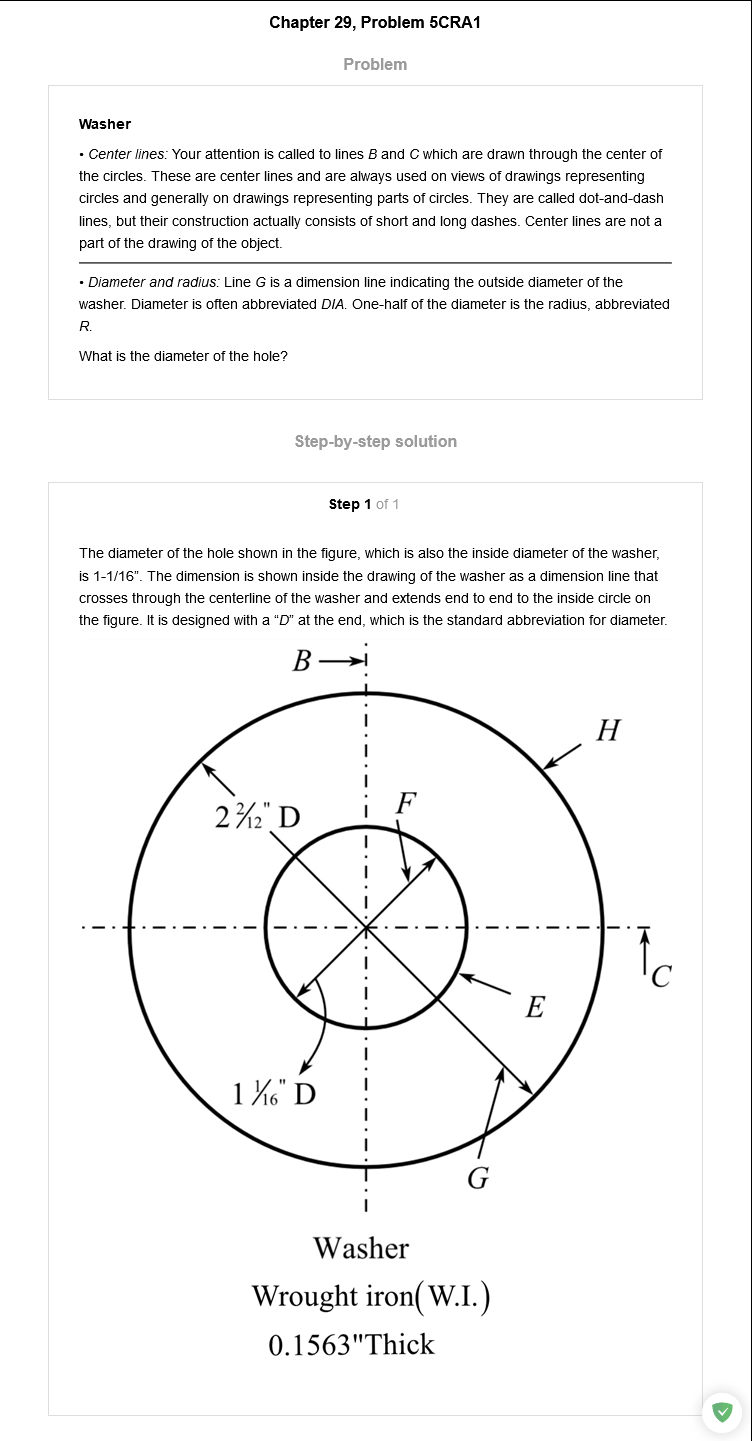 Chapter 29, Problem 5CRA1
Problem
Washer
• Center lines: Your attention is called to lines B and C which are drawn through the center of
the circles. These are center lines and are always used on views of drawings representing
circles and generally on drawings representing parts of circles. They are called dot-and-dash
lines, but their construction actually consists of short and long dashes. Center lines are not a
part of the drawing of the object.
• Diameter and radius: Line G is a dimension line indicating the outside diameter of the
washer. Diameter is often abbreviated DIA. One-half of the diameter is the radius, abbreviated
R.
What is the diameter of the hole?
Step-by-step solution
Step 1 of 1
The diameter of the hole shown in the figure, which is also the inside diameter of the washer,
is 1-1/16”. The dimension is shown inside the drawing of the washer as a dimension line that
crosses through the centerline of the washer and extends end to end to the inside circle on
the figure. It is designed with a “D” at the end, which is the standard abbreviation for diameter.
B
H
F
2 2/12" D
C
E
1 1/16" D
G
Washer
Wrought iron(W.I.)
0.1563"Thick